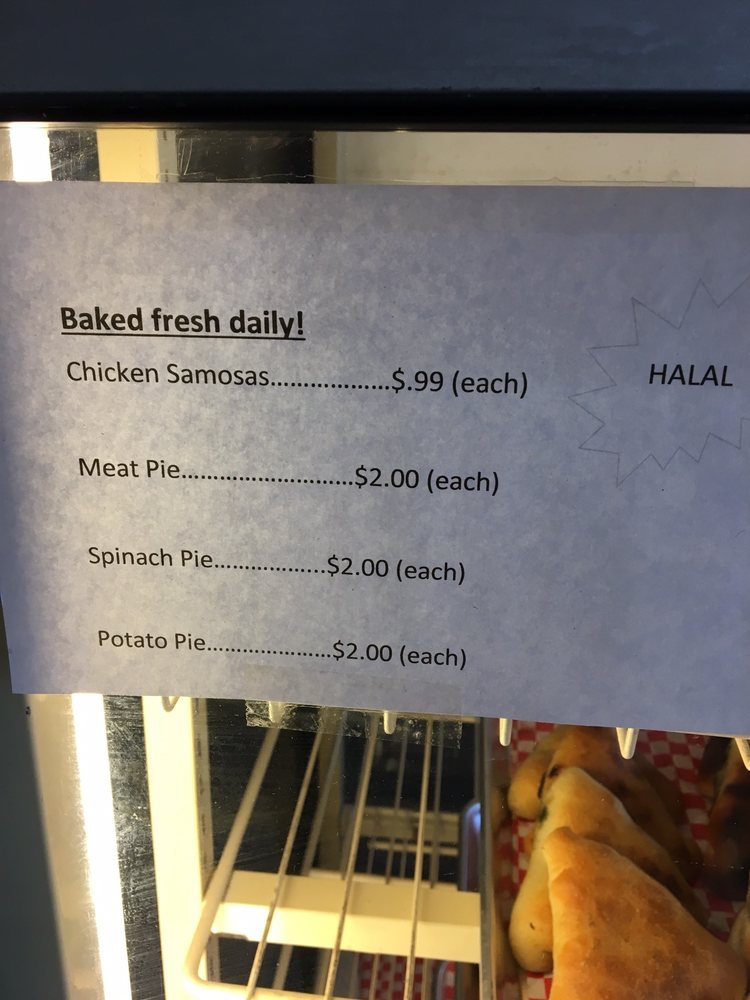 Baked fresh daily!
Chicken Samosas..................$.99 (each)
HALAL
Meat Pie...........................$2.00 (each)
Spinach Pie..................$2.00 (each)
Potato Pie.....................$2.00 (each)